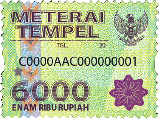 METERAI
TEMPEL
TGL. 20
C0000AAC000000001
6000
ENAM RIBU RUPIAH